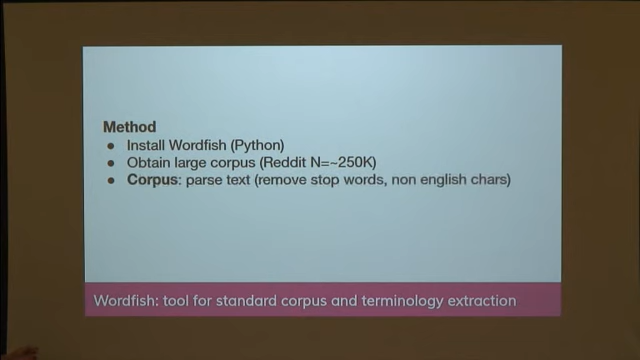 Method
● Install Wordfish (Python)
● Obtain large corpus (Reddit N=~250K)
● Corpus: parse text (remove stop words, non english chars)
Wordfish: tool for standard corpus and terminology extraction